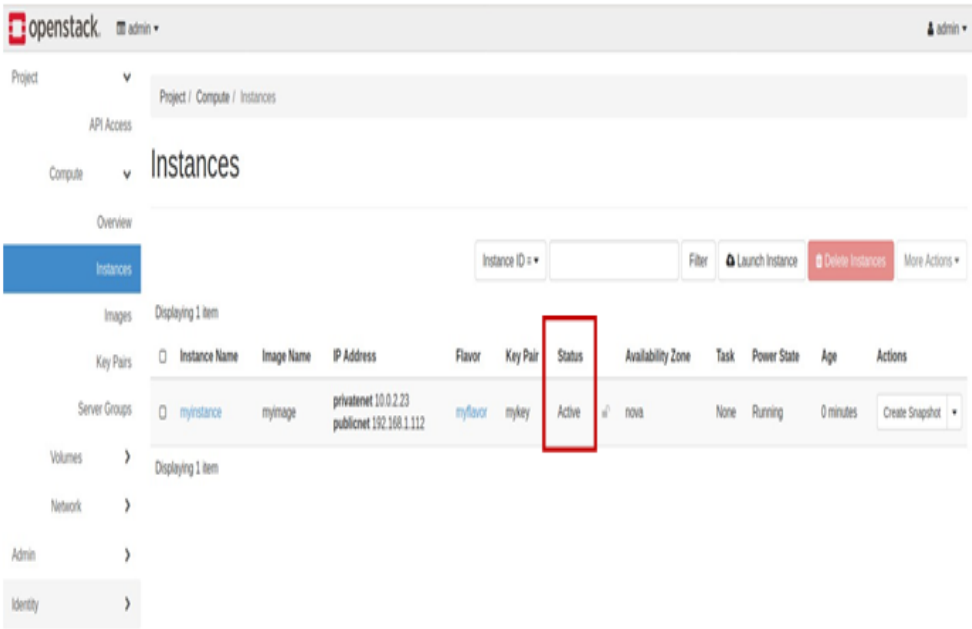 openstack. admin admin
Project
API Access
Compute
Overview
Instances
Images
Key Pairs
Server Groups
Volumes
Network
Admin
Identity
Project / Compute / Instances
Instances
Instance ID = Filter Launch Instance Delete Instances More Actions
Displaying 1 item
Instance Name Image Name IP Address Flavor Key Pair Status Availability Zone Task Power State Age Actions
myinstance myimage privatenet 10.0.2.23 myflavor mykey Active nova None Running 0 minutes Create Snapshot
publicnet 192.168.1.112
Displaying 1 item